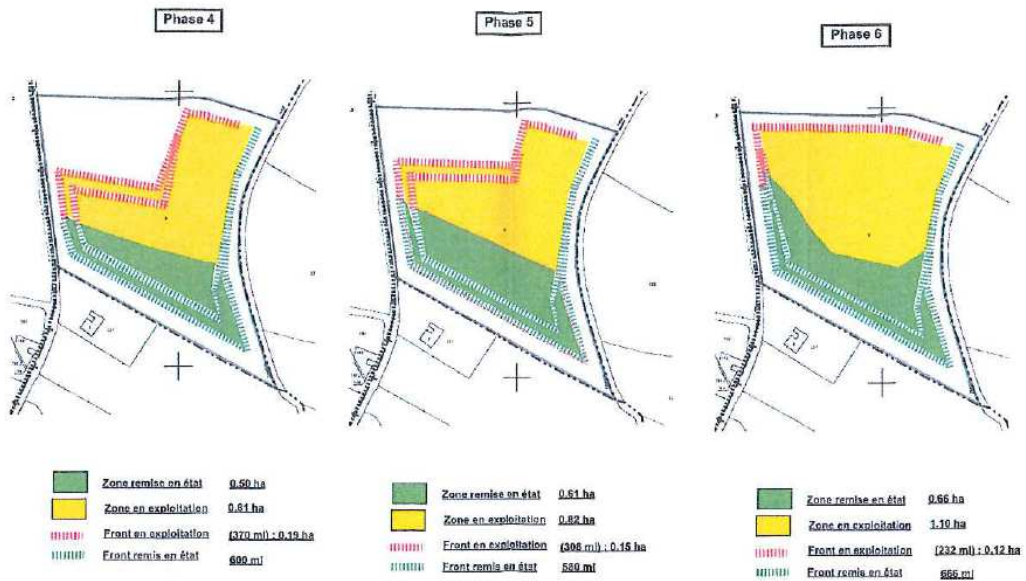 Phase 4
Phase 5
Phase 6
Zone remise en état 0.50 ha
Zone en exploitation 0.81 ha
Front en exploitation (370 ml) : 0.19 ha
Front remis en état 600 ml
Zone remise en état 0.61 ha
Zone en exploitation 0.82 ha
Front en exploitation (306 ml) : 0.15 ha
Front remis en état 580 ml
Zone remise en état 0.66 ha
Zone en exploitation 1.10 ha
Front en exploitation (232 ml) : 0.12 ha
Front remis en état 666 ml